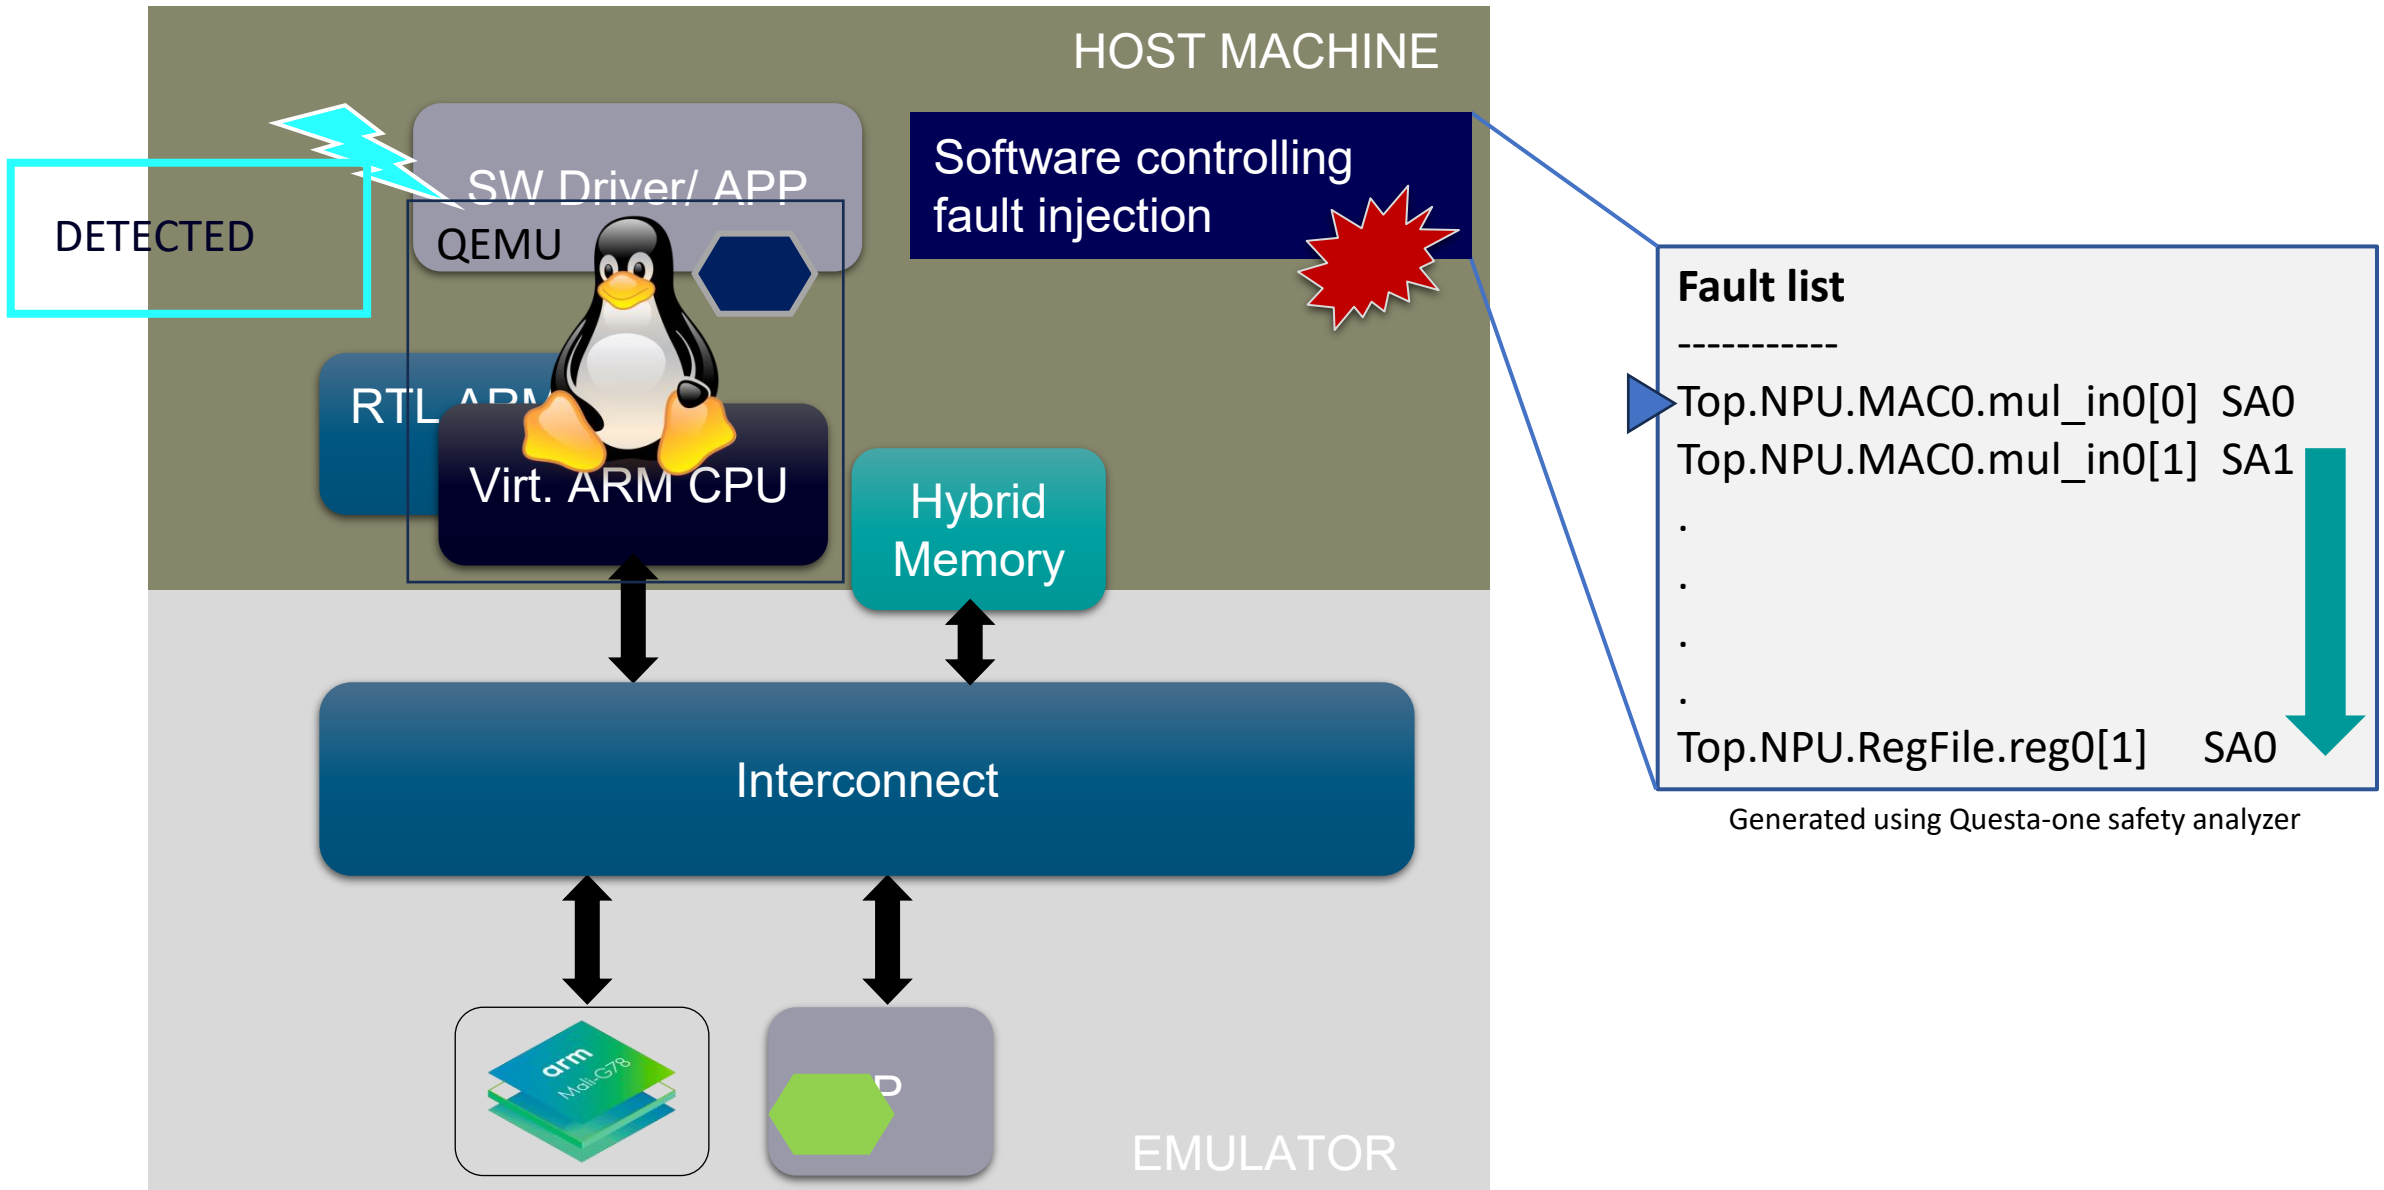 HOST MACHINE
SW Driver/ APP
Software controlling
fault injection
DETECTED
QEMU
Fault list
-----------
Top.NPU.MAC0.mul_in0[0] SA0
Top.NPU.MAC0.mul_in0[1] SA1
.
.
.
.
Top.NPU.RegFile.reg0[1] SA0
RTL ARM
Virt. ARM CPU
Hybrid
Memory
Interconnect
Generated using Questa-one safety analyzer
arm
Mali-G78
EMULATOR